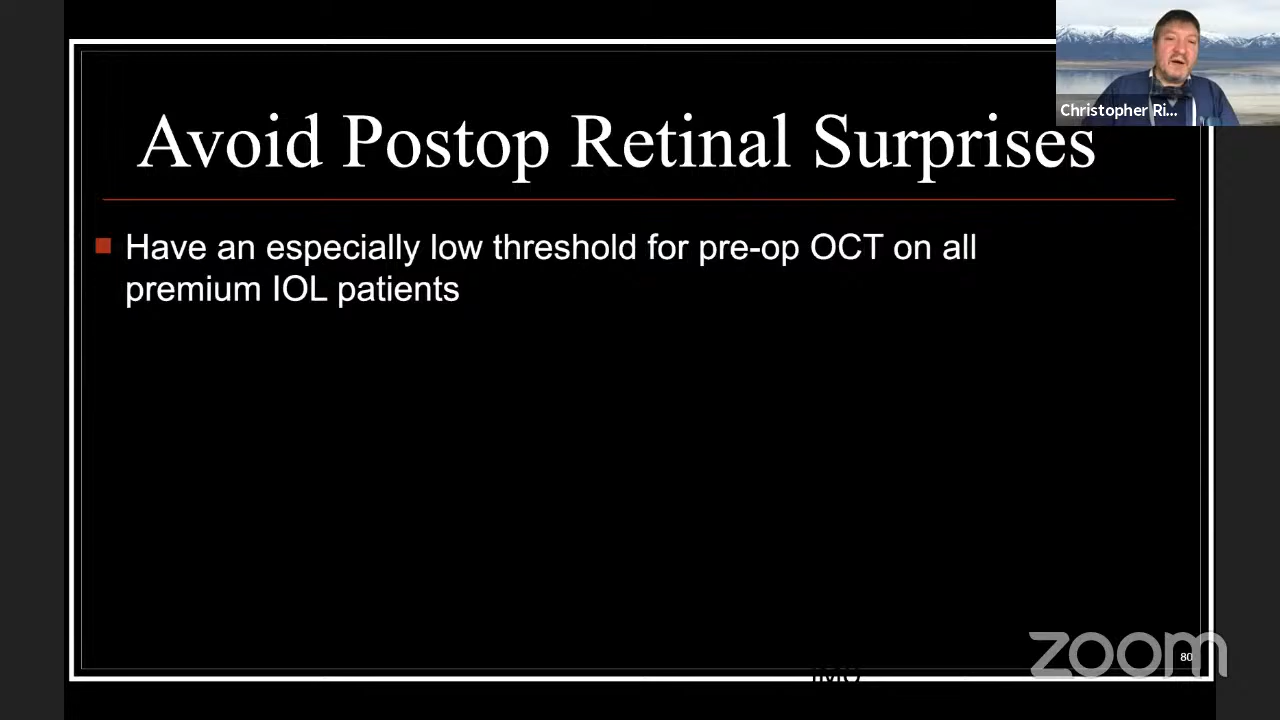 Christopher Ri...
Avoid Postop Retinal Surprises
Have an especially low threshold for pre-op OCT on all
premium IOL patients
zoom
80